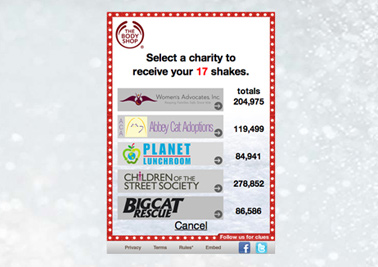 THE BODY SHOP
Select a charity to
receive your 17 shakes.
totals
Women's Advocates, Inc.
204,975
Abbey Cat Adoptions
119,499
PLANET
LUNCHROOM
84,941
CHILDREN OF THE
STREET SOCIETY
278,852
BIGCAT
RESCUE
86,586
Cancel
Follow us for clues
Privacy Terms Rules* Embed